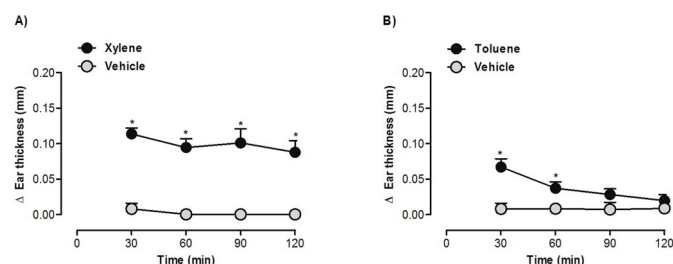 A)
Xylene
Vehicle
0.20
0.15
0.10
0.05
0.00
Δ Ear thickness (mm)
* * * *
0 30 60 90 120
Time (min)
B)
Toluene
Vehicle
0.20
0.15
0.10
0.05
0.00
Δ Ear thickness (mm)
* *
0 30 60 90 120
Time (min)